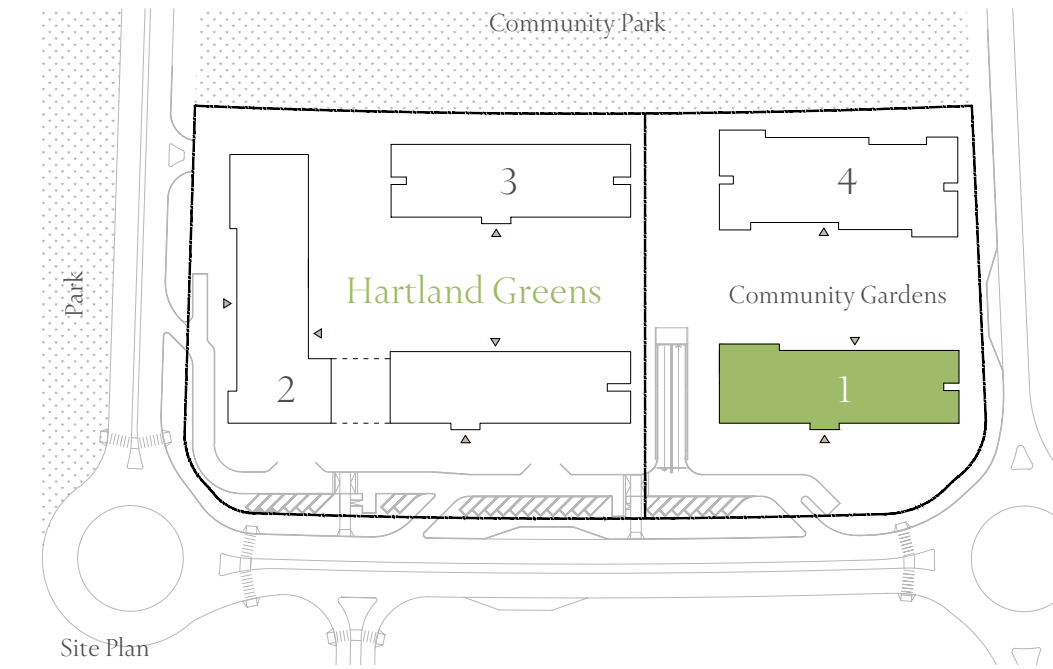 Community Park
3
4
Park
Hartland Greens
Community Gardens
2
1
Site Plan